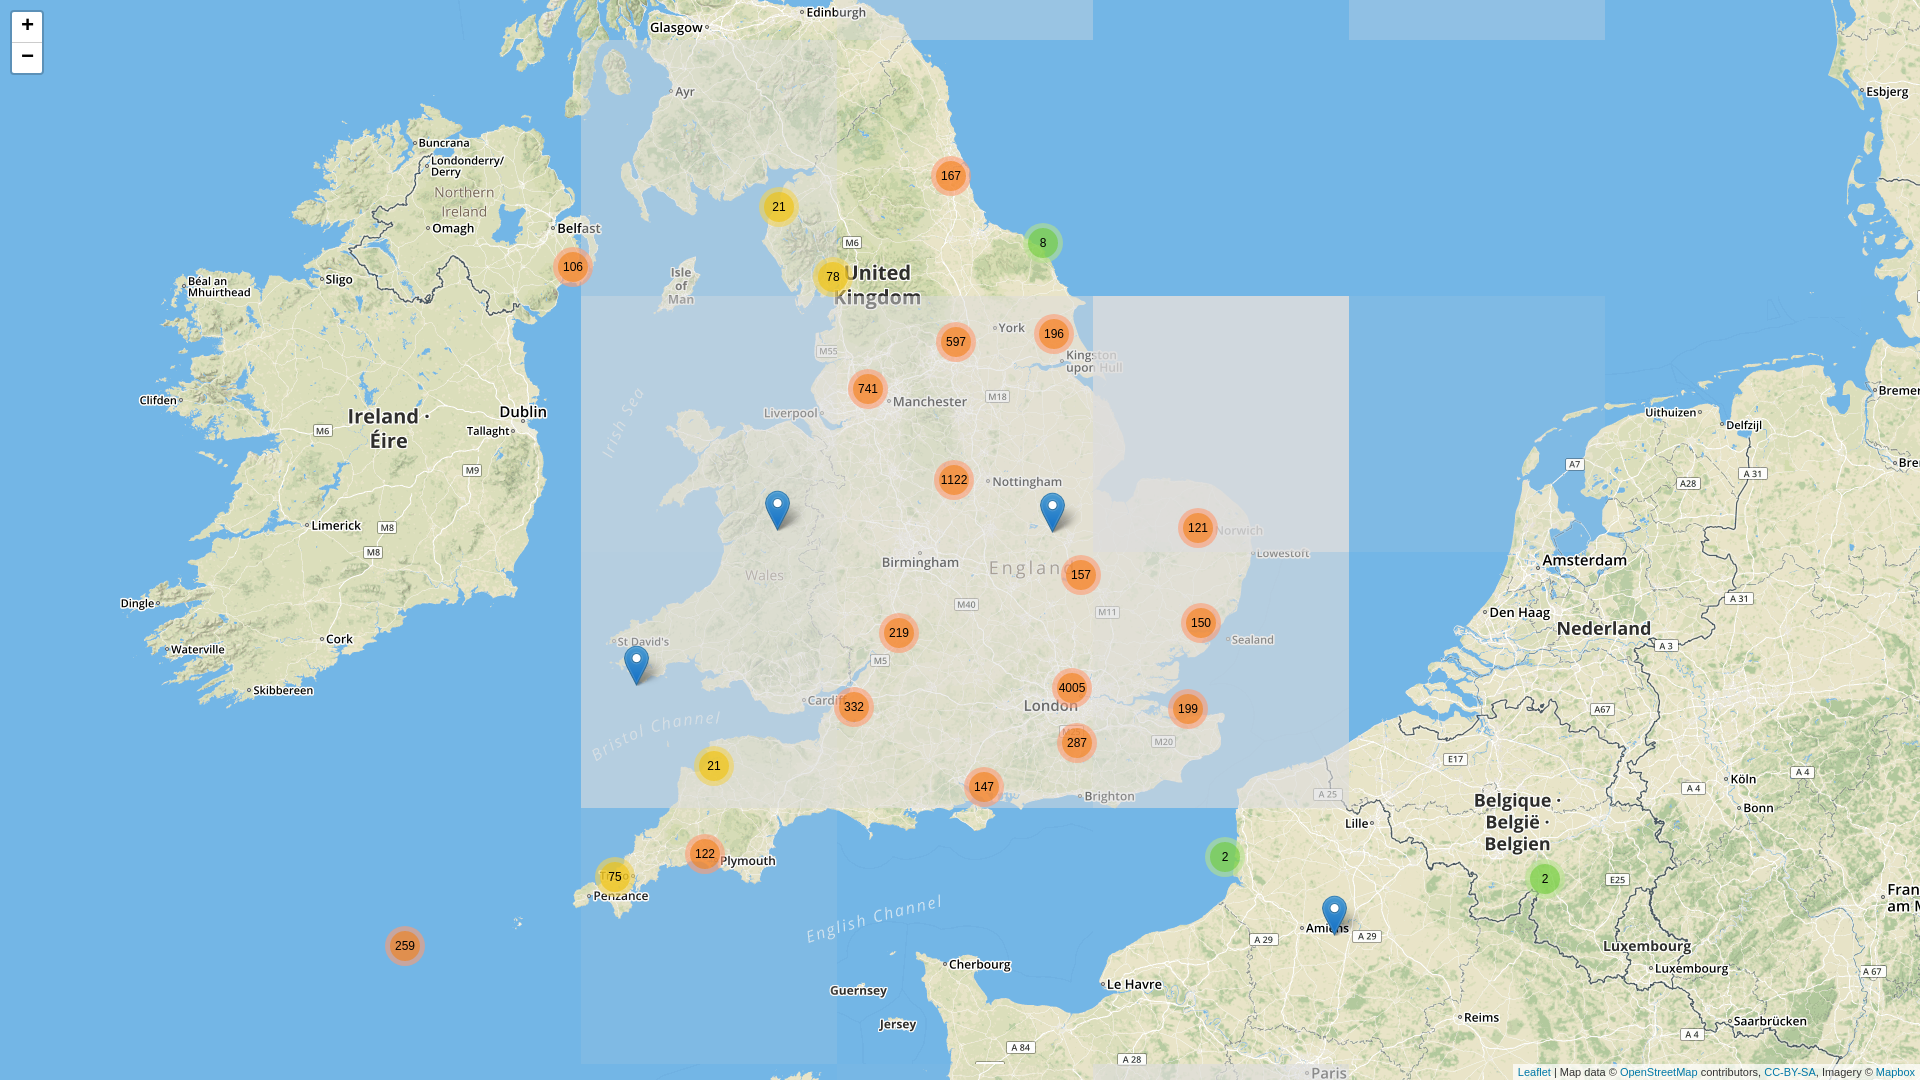 +
−
Glasgow
Edinburgh
Ayr
Esbjerg
Buncrana
Londonderry/
Derry
Northern
Ireland
Omagh
Belfast
167
21
M6
8
106
78
United
Kingdom
Isle
of
Man
Sligo
Béal an
Mhuirthead
York
196
597
M55
Kingston
upon Hull
741
Manchester
M18
Liverpool
Irish Sea
Clifden
Ireland ·
Éire
M6
Dublin
Tallaght
M9
Uithuizen
Delfzijl
Bremer
A7
A 31
A28
Bre
1122
Nottingham
Limerick
M8
M8
121
Norwich
Lowestoft
Birmingham
Wales
England
157
Amsterdam
Dingle
M40
M11
A 31
Den Haag
Nederland
150
219
Sealand
Cork
Waterville
St David's
M5
A 3
Skibbereen
4005
London
Cardiff
332
199
A67
287
M20
Bristol Channel
E17
21
A 4
Köln
A 4
Bonn
147
Brighton
A 25
Belgique ·
België ·
Belgien
Lille
122
Plymouth
2
2
E25
75
Penzance
Fran
am M
English Channel
Amiens
A 29
A 29
259
Luxembourg
Luxembourg
A 67
Cherbourg
Le Havre
Guernsey
Jersey
Reims
Saarbrücken
A 84
A 28
A 4
Paris
Leaflet | Map data © OpenStreetMap contributors, CC-BY-SA, Imagery © Mapbox